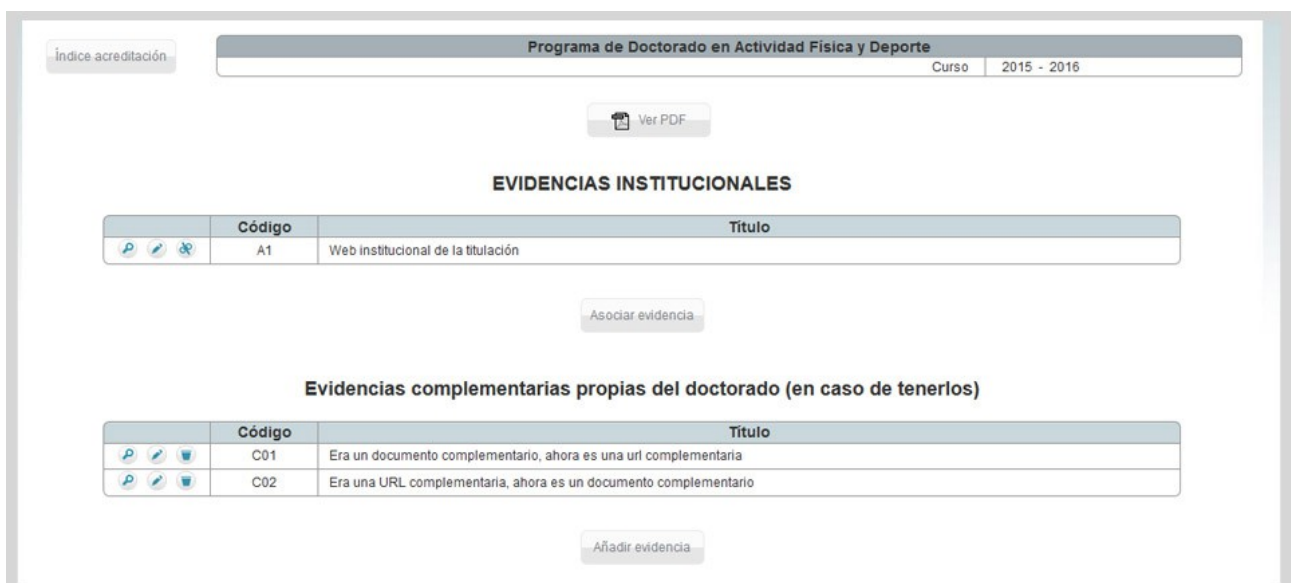 Índice acreditación
Programa de Doctorado en Actividad Física y Deporte
Curso 2015 - 2016
Ver PDF
EVIDENCIAS INSTITUCIONALES
Código Título
A1 Web institucional de la titulación
Asociar evidencia
Evidencias complementarias propias del doctorado (en caso de tenerlos)
Código Título
C01 Era un documento complementario, ahora es una url complementaria
C02 Era una URL complementaria, ahora es un documento complementario
Añadir evidencia